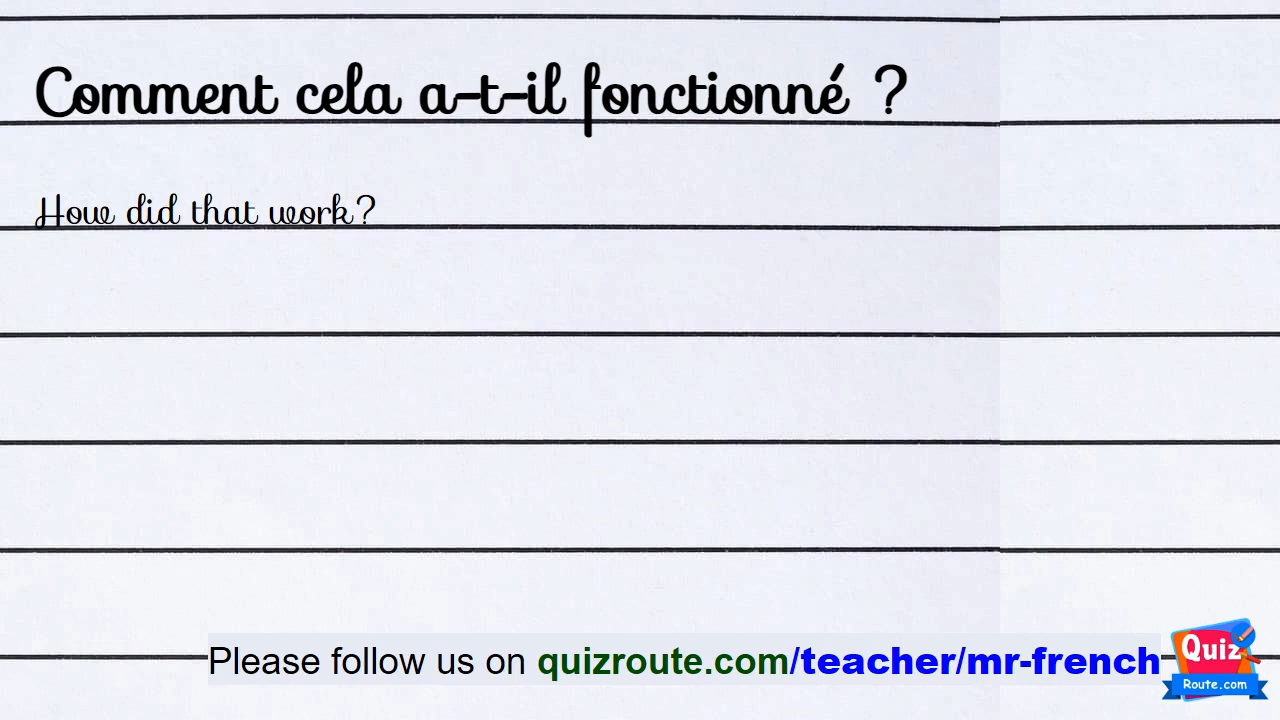 Comment cela a-t-il fonctionné ?
How did that work?
Please follow us on quizroute.com/teacher/mr-french
Quiz
Route.com